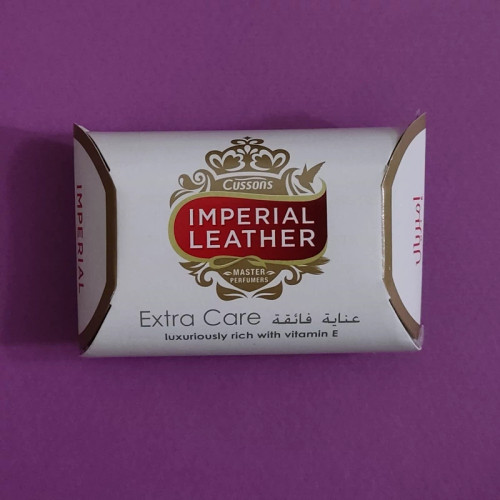 Cussons
IMPERIAL
LEATHER
MASTER
PERFUMERS
Extra Care عناية فائقة
luxuriously rich with vitamin E
IMPERIAL